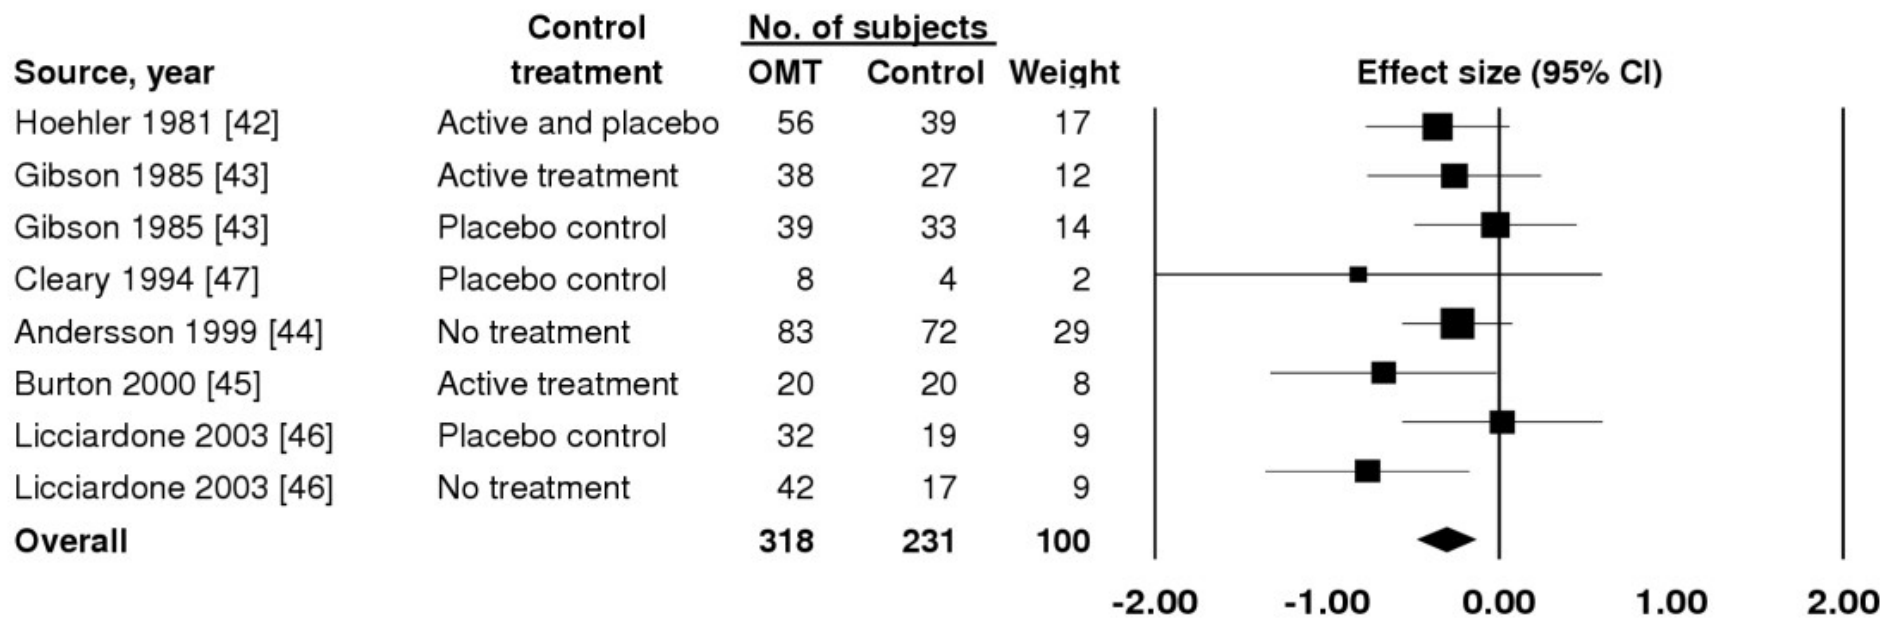 Control No. of subjects
Source, year treatment OMT Control Weight Effect size (95% CI)
Hoehler 1981 [42] Active and placebo 56 39 17
Gibson 1985 [43] Active treatment 38 27 12
Gibson 1985 [43] Placebo control 39 33 14
Cleary 1994 [47] Placebo control 8 4 2
Andersson 1999 [44] No treatment 83 72 29
Burton 2000 [45] Active treatment 20 20 8
Licciardone 2003 [46] Placebo control 32 19 9
Licciardone 2003 [46] No treatment 42 17 9
Overall 318 231 100
-2.00 -1.00 0.00 1.00 2.00